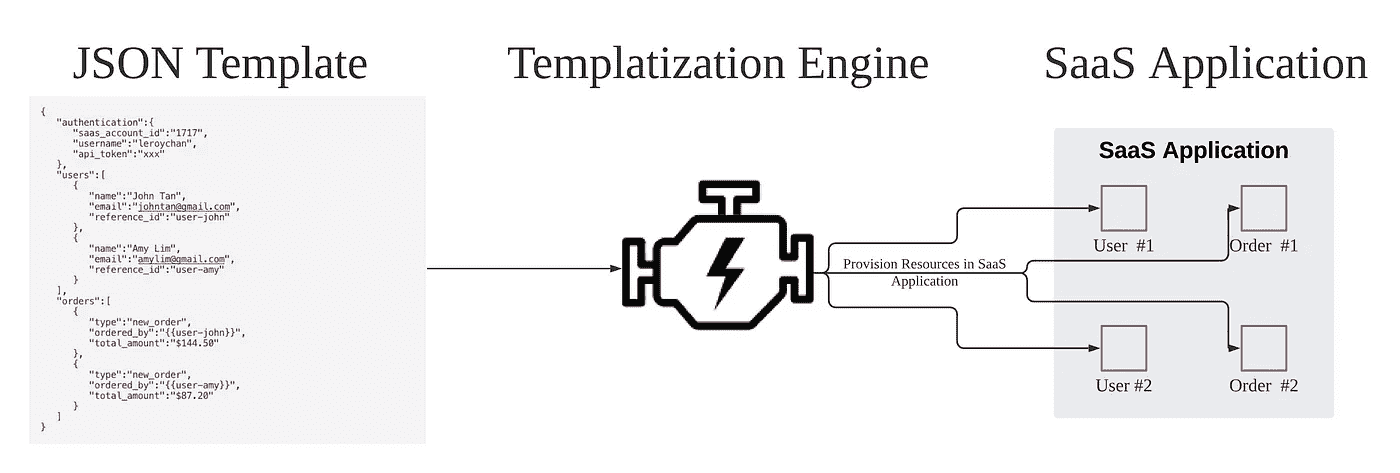 JSON Template
Templatization Engine
SaaS Application
{
"authentication":{
"saas_account_id":"1717",
"username":"leroychan",
"api_token":"xxx"
},
"users":[
{
"name":"John Tan",
"email":"johntan@gmail.com",
"reference_id":"user-john"
},
{
"name":"Amy Lim",
"email":"amylim@gmail.com",
"reference_id":"user-amy"
}
],
"orders":[
{
"type":"new_order",
"ordered_by":"{{user-john}}",
"total_amount":"$144.50"
},
{
"type":"new_order",
"ordered_by":"{{user-amy}}",
"total_amount":"$87.20"
}
]
}
Provision Resources in SaaS
Application
SaaS Application
User #1
Order #1
User #2
Order #2